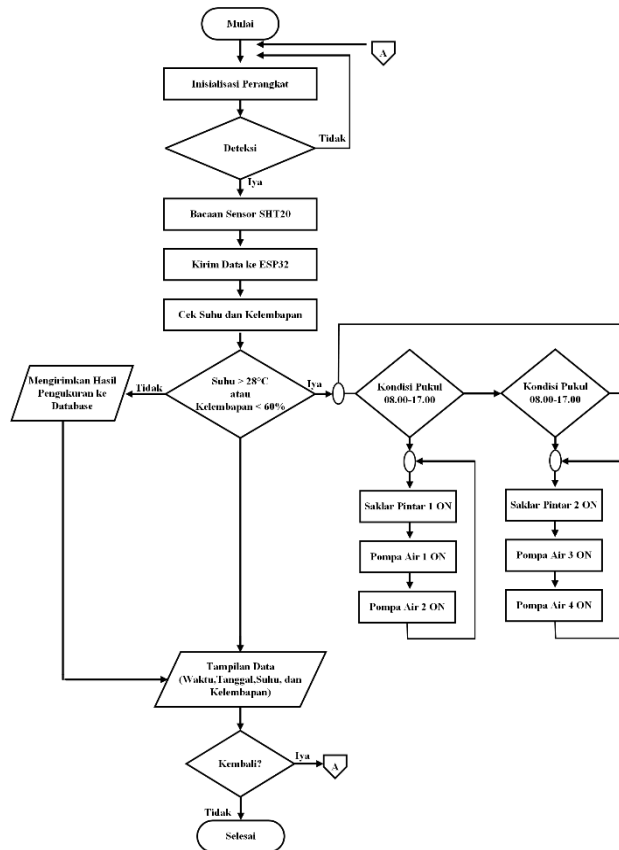 Mulai
A
Inisialisasi Perangkat
Deteksi
Tidak
Iya
Bacaan Sensor SHT20
Kirim Data ke ESP32
Cek Suhu dan Kelembapan
Mengirimkan Hasil
Pengukuran ke
Database
Tidak
Suhu > 28°C
atau
Kelembapan < 60%
Iya
Kondisi Pukul
08.00-17.00
Kondisi Pukul
08.00-17.00
Saklar Pintar 1 ON
Saklar Pintar 2 ON
Pompa Air 1 ON
Pompa Air 3 ON
Pompa Air 2 ON
Pompa Air 4 ON
Tampilan Data
(Waktu,Tanggal,Suhu, dan
Kelembapan)
Kembali?
Iya
A
Tidak
Selesai